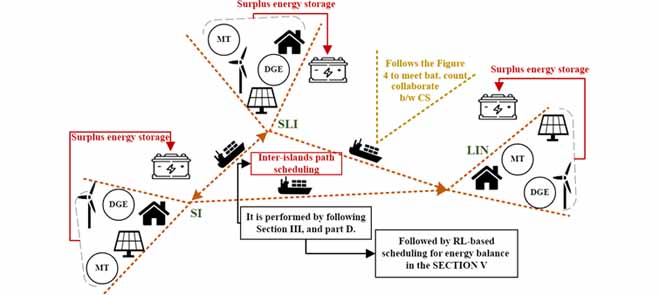 Surplus energy storage
MT
DGE
Follows the Figure
4 to meet bat. count,
collaborate
b/w CS
Surplus energy storage
SLI
LIN
MT
DGE
Surplus energy storage
Inter-islands path
scheduling
DGE
MT
SI
It is performed by following
Section III, and part D.
Followed by RL-based
scheduling for energy balance
in the SECTION V